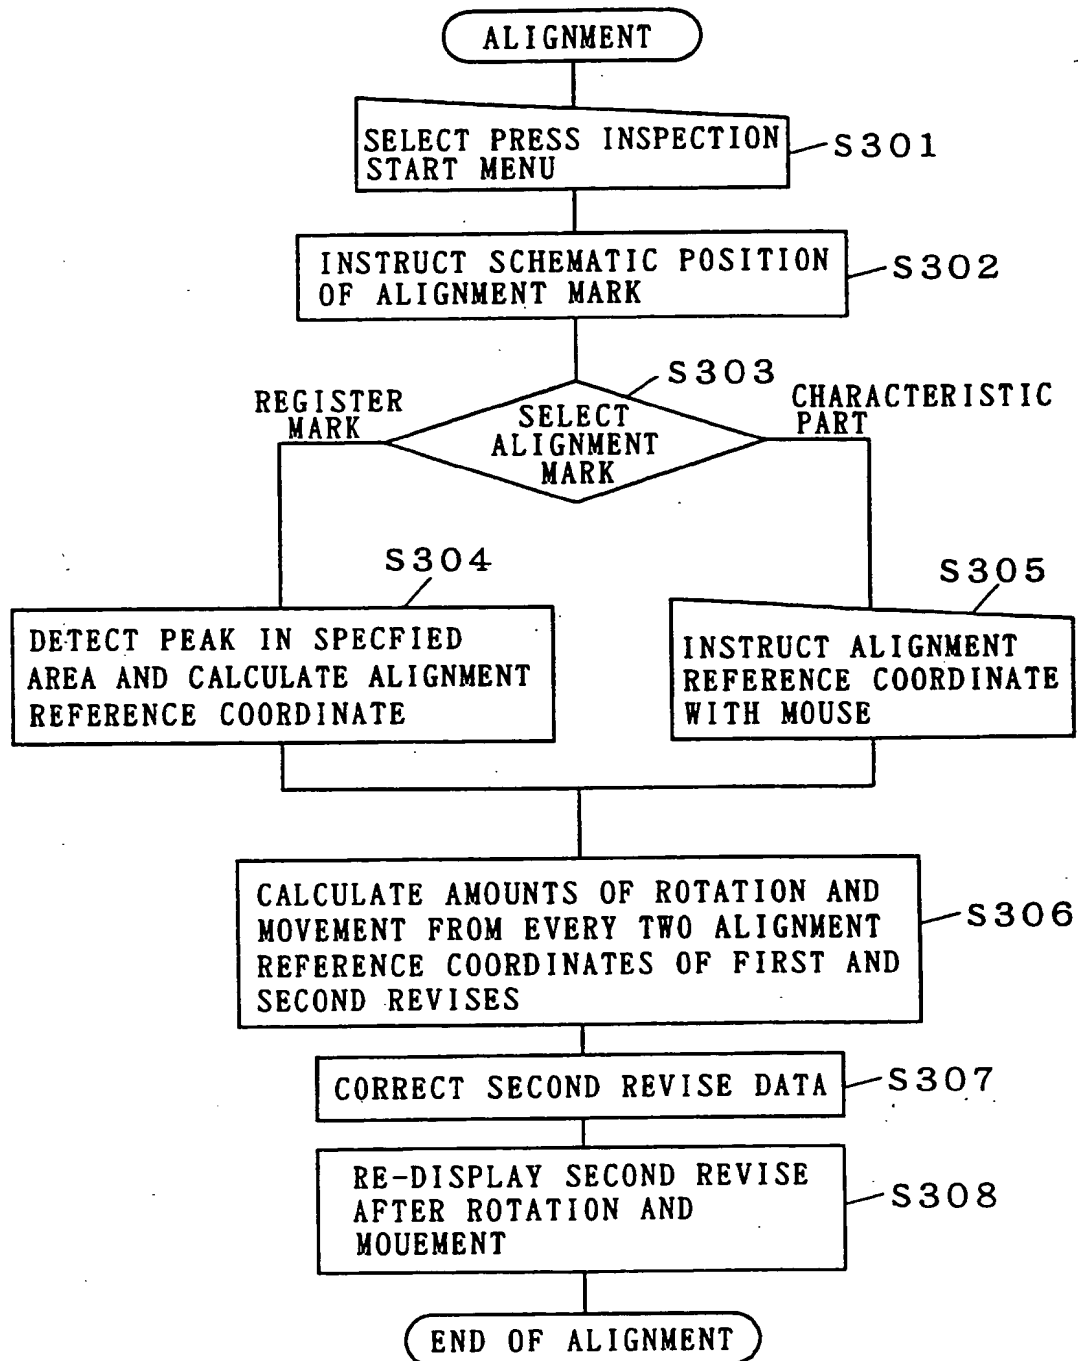 ALIGNMENT
SELECT PRESS INSPECTION
START MENU
S301
INSTRUCT SCHEMATIC POSITION
OF ALIGNMENT MARK
S302
S303
REGISTER
MARK
SELECT
ALIGNMENT
MARK
CHARACTERISTIC
PART
S304
DETECT PEAK IN SPECFIED
AREA AND CALCULATE ALIGNMENT
REFERENCE COORDINATE
S305
INSTRUCT ALIGNMENT
REFERENCE COORDINATE
WITH MOUSE
CALCULATE AMOUNTS OF ROTATION AND
MOVEMENT FROM EVERY TWO ALIGNMENT
REFERENCE COORDINATES OF FIRST AND
SECOND REVISES
S306
CORRECT SECOND REVISE DATA
S307
RE-DISPLAY SECOND REVISE
AFTER ROTATION AND
MOUEMENT
S308
END OF ALIGNMENT